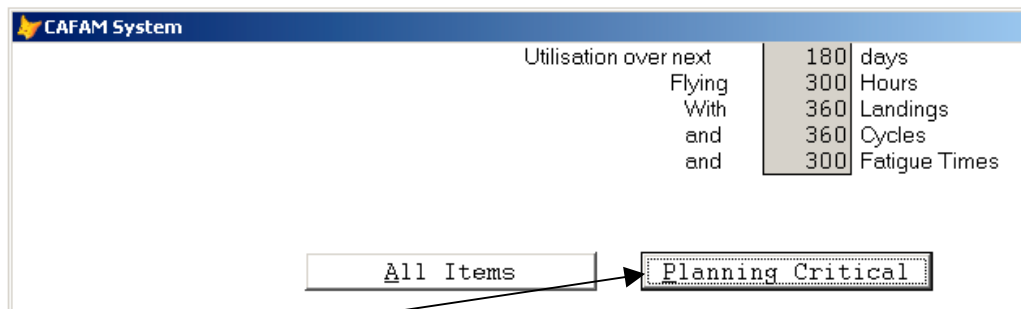 CAFAM System
Utilisation over next 180 days
Flying 300 Hours
With 360 Landings
and 360 Cycles
and 300 Fatigue Times
All Items Planning Critical